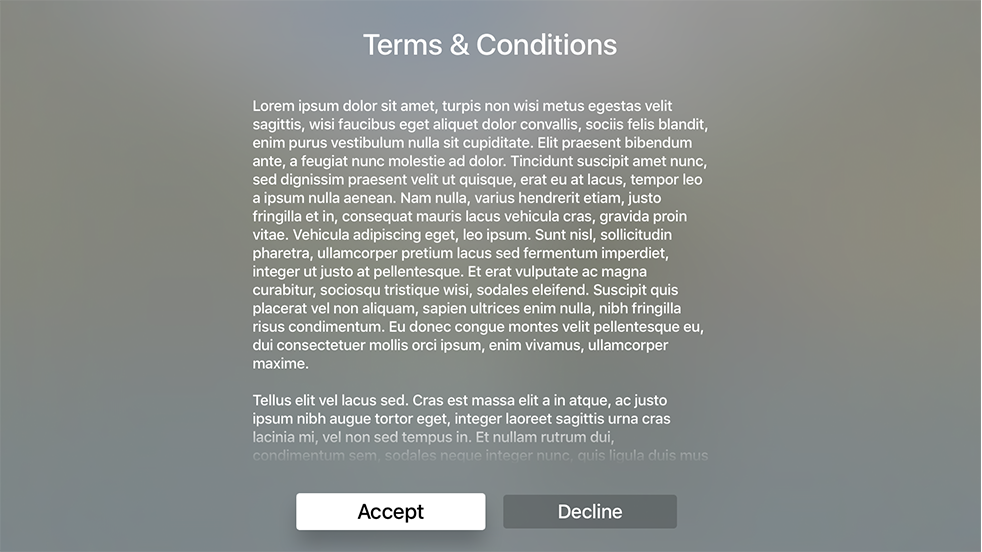 Terms & Conditions
Lorem ipsum dolor sit amet, turpis non wisi metus egestas velit
sagittis, wisi faucibus eget aliquet dolor convallis, sociis felis blandit,
enim purus vestibulum nulla sit cupiditate. Elit praesent bibendum
ante, a feugiat nunc molestie ad dolor. Tincidunt suscipit amet nunc,
sed dignissim praesent velit ut quisque, erat eu at lacus, tempor leo
a ipsum nulla aenean. Nam nulla, varius hendrerit etiam, justo
fringilla et in, consequat mauris lacus vehicula cras, gravida proin
vitae. Vehicula adipiscing eget, leo ipsum. Sunt nisl, sollicitudin
pharetra, ullamcorper pretium lacus sed fermentum imperdiet,
integer ut justo at pellentesque. Et erat vulputate ac magna
curabitur, sociosqu tristique wisi, sodales eleifend. Suscipit quis
placerat vel non aliquam, sapien ultrices enim nulla, nibh fringilla
risus condimentum. Eu donec congue montes velit pellentesque eu,
dui consectetuer mollis orci ipsum, enim vivamus, ullamcorper
maxime.
Tellus elit vel lacus sed. Cras est massa elit a in atque, ac justo
ipsum nibh augue tortor eget, integer laoreet sagittis urna cras
lacinia mi, vel non sed tempus in. Et nullam rutrum dui,
condimentum sem, sodales neque integer nunc, quis ligula duis mus
Accept
Decline